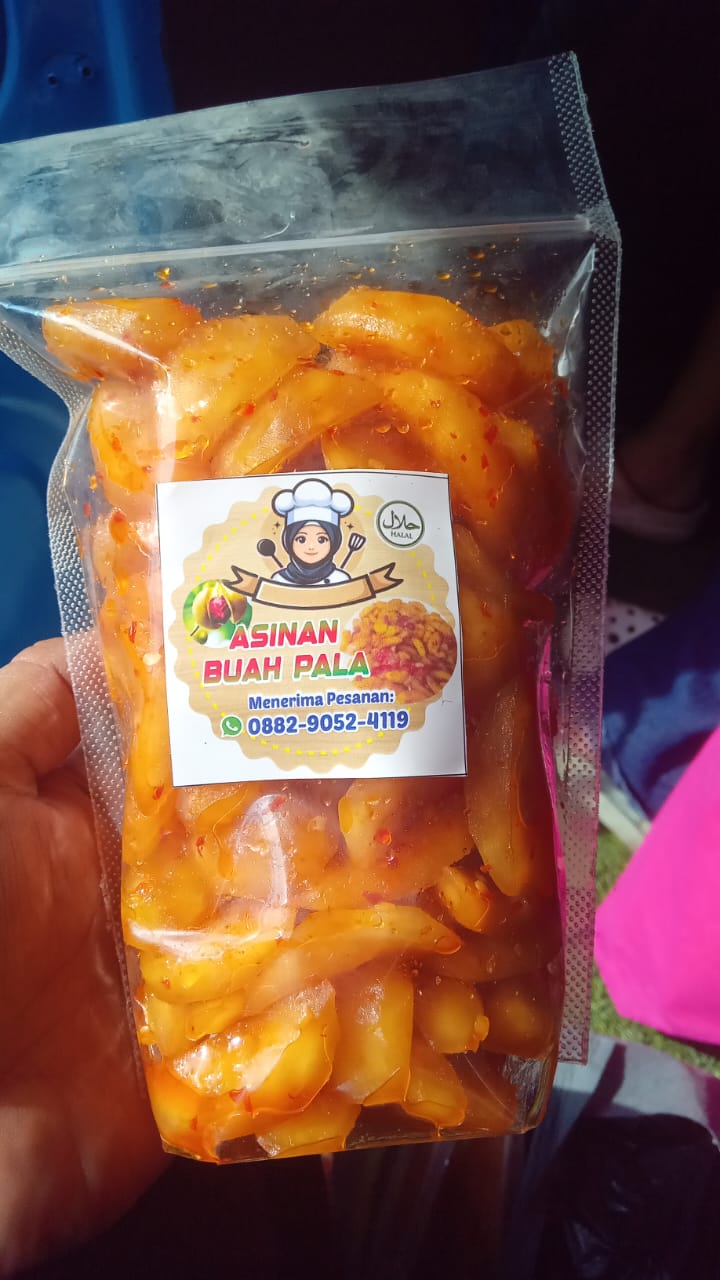 حلال
HALAL
ASINAN
BUAH PALA
Menerima Pesanan:
0882-9052-4119